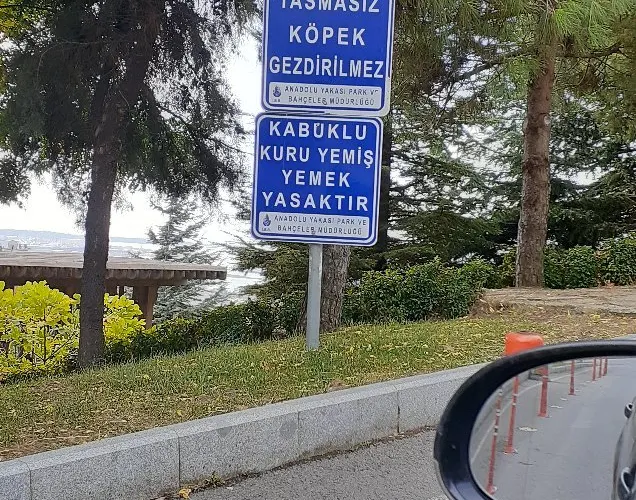 TASMASIZ
KÖPEK
GEZDİRİLMEZ
ANADOLU YAKASI PARK VE
BAHÇELER MÜDÜRLÜĞÜ
KABUKLU
KURU YEMİŞ
YEMEK
YASAKTIR
ANADOLU YAKASI PARK VE
BAHÇELER MÜDÜRLÜĞÜ